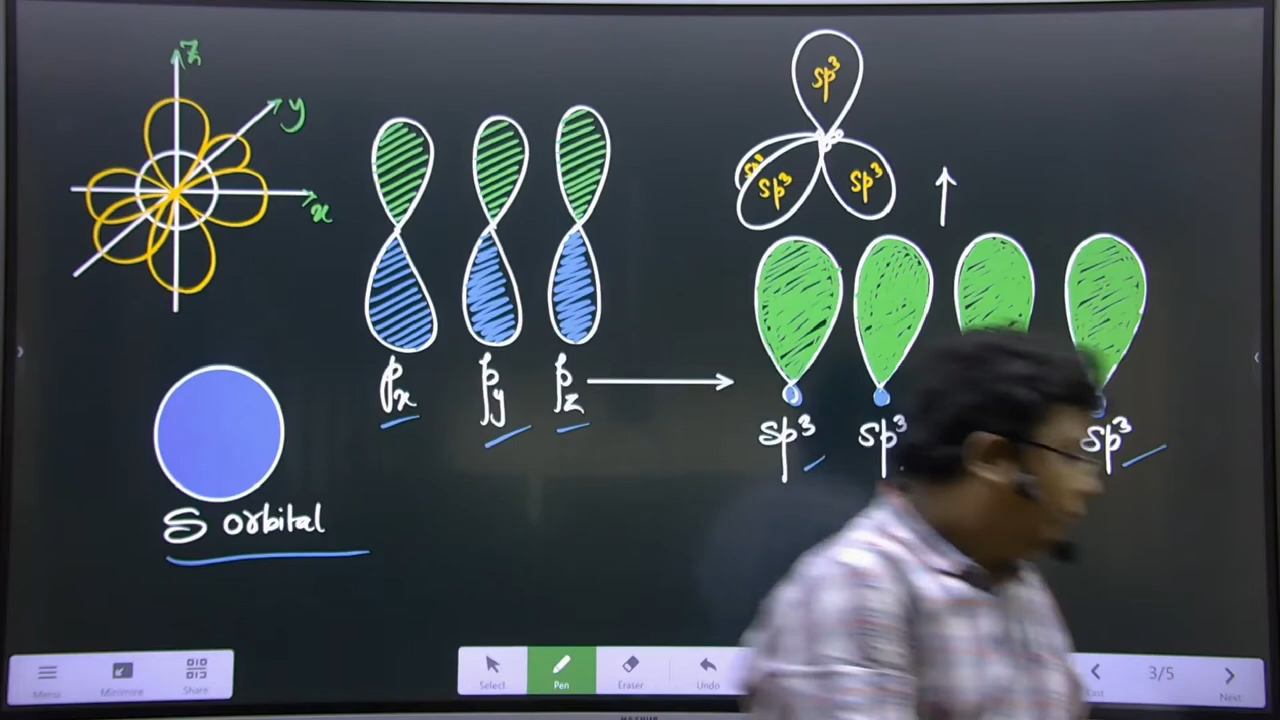 z
y
x
px
py
pz
s orbital
sp³
sp³
sp³
sp³
sp³
sp³
Menu
Minimize
Share
Select
Pen
Eraser
Undo
3/5
Next